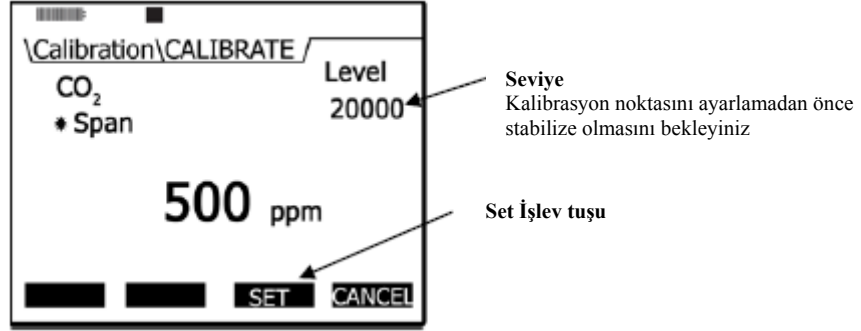 \Calibration\CALIBRATE /
CO2
Level
20000
* Span
500 ppm
SET CANCEL
Seviye
Kalibrasyon noktasını ayarlamadan önce
stabilize olmasını bekleyiniz
Set İşlev tuşu